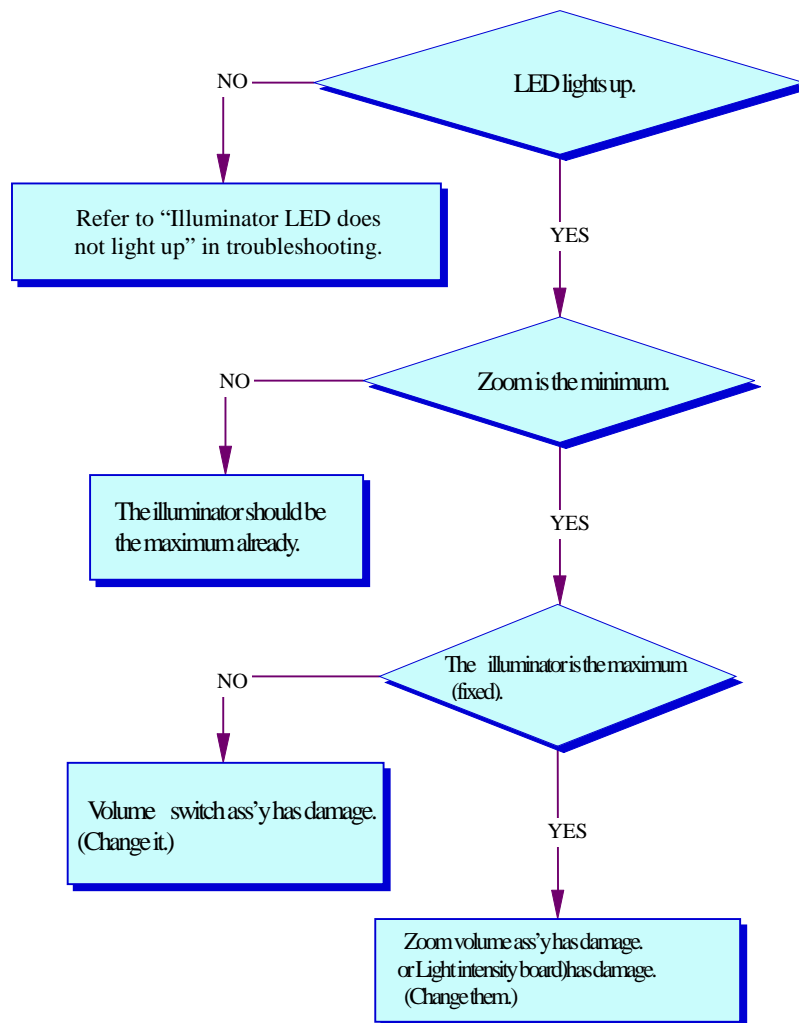 LED lights up.
NO
Refer to “Illuminator LED does
not light up” in troubleshooting.
YES
Zoom is the minimum.
NO
The illuminator should be
the maximum already.
YES
The illuminator is the maximum
(fixed).
NO
Volume switch ass’y has damage.
(Change it.)
YES
Zoom volume ass’y has damage.
or Light intensity board)has damage.
(Change them.)